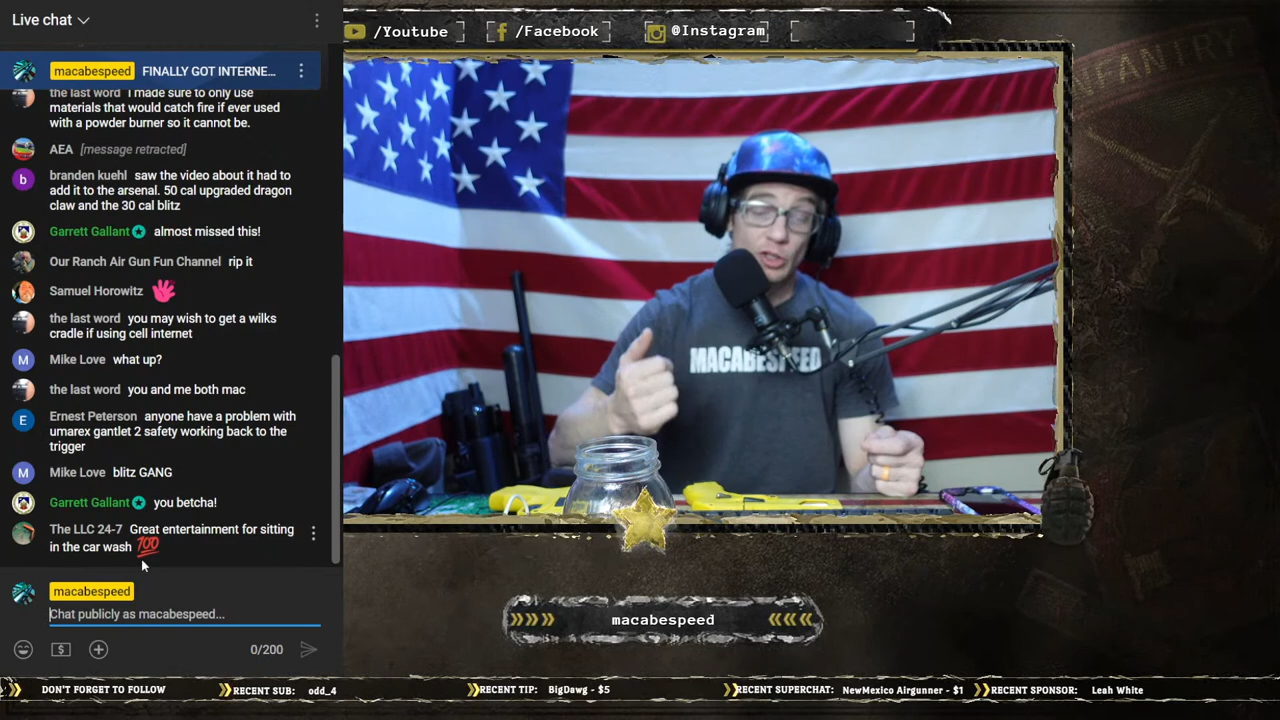 Live chat
macabespeed FINALLY GOT INTERNE...
the last word I made sure to only use
materials that would catch fire if ever used
with a powder burner so it cannot be.
AEA [message retracted]
branden kuehl saw the video about it had to
add it to the arsenal. 50 cal upgraded dragon
claw and the 30 cal blitz
Garrett Gallant almost missed this!
Our Ranch Air Gun Fun Channel rip it
Samuel Horowitz
the last word you may wish to get a wilks
cradle if using cell internet
Mike Love what up?
the last word you and me both mac
Ernest Peterson anyone have a problem with
umarex gantlet 2 safety working back to the
trigger
Mike Love blitz GANG
Garrett Gallant you betcha!
The LLC 24-7 Great entertainment for sitting
in the car wash 💯
macabespeed
Chat publicly as macabespeed...
0/200
/Youtube
/Facebook
@Instagram
INFANTRY
MACABESPEED
macabespeed
DON'T FORGET TO FOLLOW
RECENT SUB: odd_4
RECENT TIP: BigDawg - $5
RECENT SUPERCHAT: NewMexico Airgunner - $1
RECENT SPONSOR: Leah White